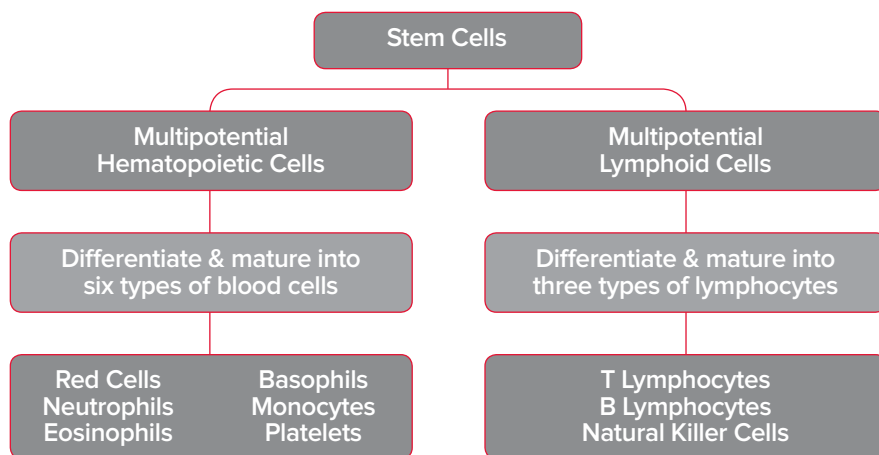 Stem Cells
Multipotential
Hematopoietic Cells
Multipotential
Lymphoid Cells
Differentiate & mature into
six types of blood cells
Differentiate & mature into
three types of lymphocytes
Red Cells
Neutrophils
Eosinophils
Basophils
Monocytes
Platelets
T Lymphocytes
B Lymphocytes
Natural Killer Cells